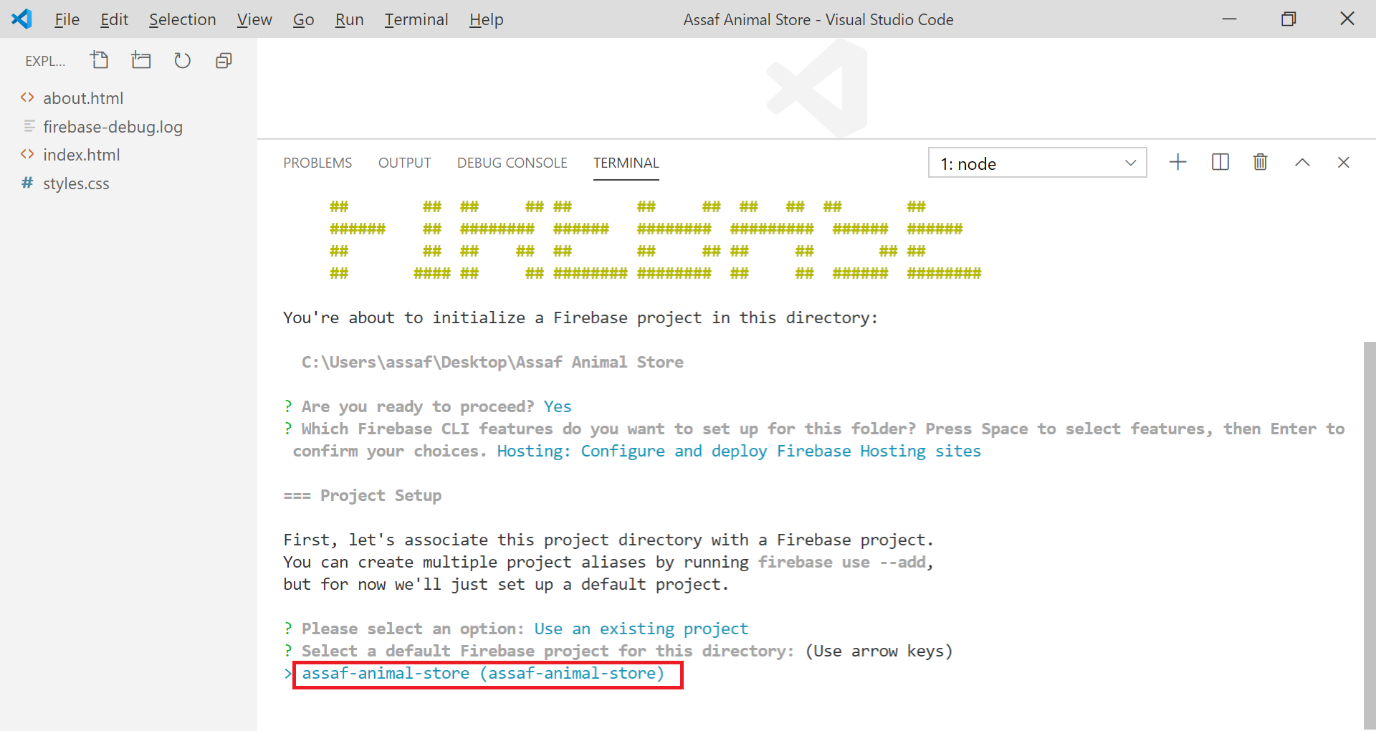 File Edit Selection View Go Run Terminal Help Assaf Animal Store - Visual Studio Code
EXPL...
about.html
firebase-debug.log
index.html
# styles.css
PROBLEMS OUTPUT DEBUG CONSOLE TERMINAL 1: node
## ## ## ## ## ## ## ## ## ## ##
###### ## ######## ###### ######## ######### ###### ######
## ## ## ## ## ## ## ## ## ## ##
## #### ## ## ######## ######## ## ## ###### ########
You're about to initialize a Firebase project in this directory:
C:\Users\assaf\Desktop\Assaf Animal Store
? Are you ready to proceed? Yes
? Which Firebase CLI features do you want to set up for this folder? Press Space to select features, then Enter to
confirm your choices. Hosting: Configure and deploy Firebase Hosting sites
=== Project Setup
First, let's associate this project directory with a Firebase project.
You can create multiple project aliases by running firebase use --add,
but for now we'll just set up a default project.
? Please select an option: Use an existing project
? Select a default Firebase project for this directory: (Use arrow keys)
> assaf-animal-store (assaf-animal-store)